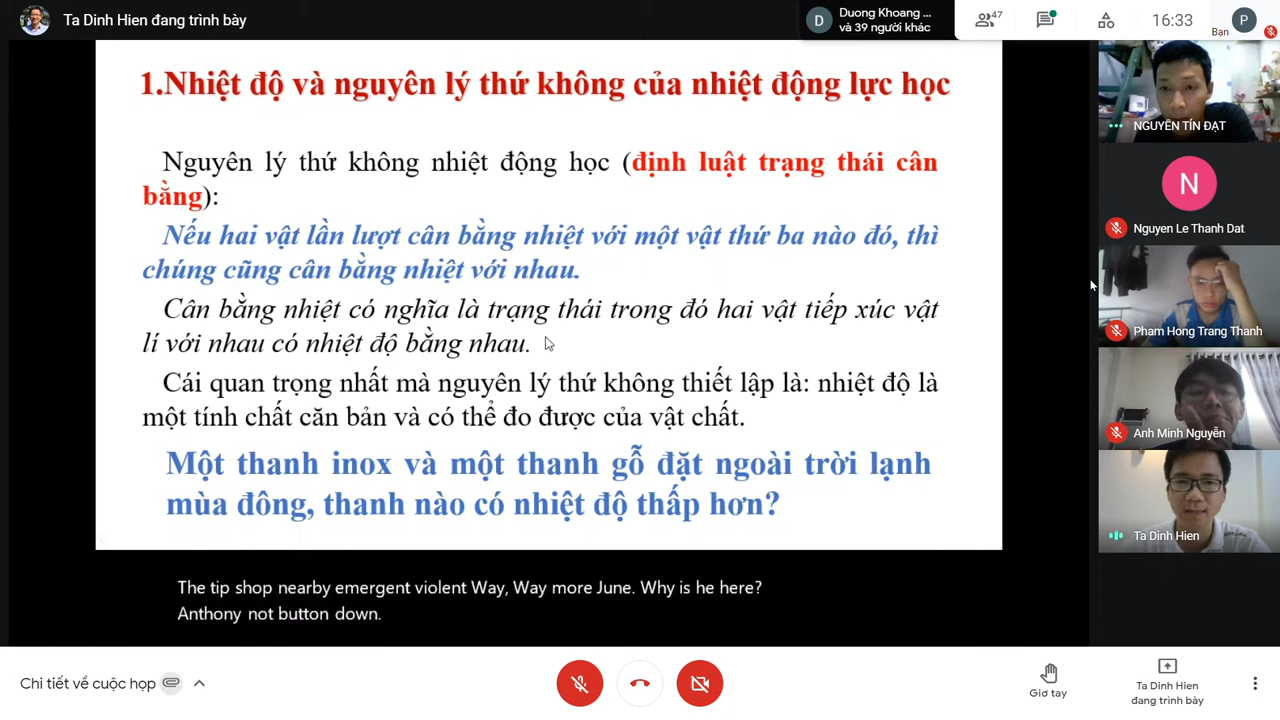 Ta Dinh Hien đang trình bày
D
Duong Khoang ...
và 39 người khác
47
16:33
P
Bạn
1.Nhiệt độ và nguyên lý thứ không của nhiệt động lực học
Nguyên lý thứ không nhiệt động học (định luật trạng thái cân
bằng):
Nếu hai vật lần lượt cân bằng nhiệt với một vật thứ ba nào đó, thì
chúng cũng cân bằng nhiệt với nhau.
Cân bằng nhiệt có nghĩa là trạng thái trong đó hai vật tiếp xúc vật
lí với nhau có nhiệt độ bằng nhau.
Cái quan trọng nhất mà nguyên lý thứ không thiết lập là: nhiệt độ là
một tính chất căn bản và có thể đo được của vật chất.
Một thanh inox và một thanh gỗ đặt ngoài trời lạnh
mùa đông, thanh nào có nhiệt độ thấp hơn?
NGUYỄN TÍN ĐẠT
N
Nguyen Le Thanh Dat
Pham Hong Trang Thanh
Anh Minh Nguyễn
Ta Dinh Hien
The tip shop nearby emergent violent Way, Way more June. Why is he here?
Anthony not button down.
Chi tiết về cuộc họp
Giơ tay
Ta Dinh Hien
đang trình bày